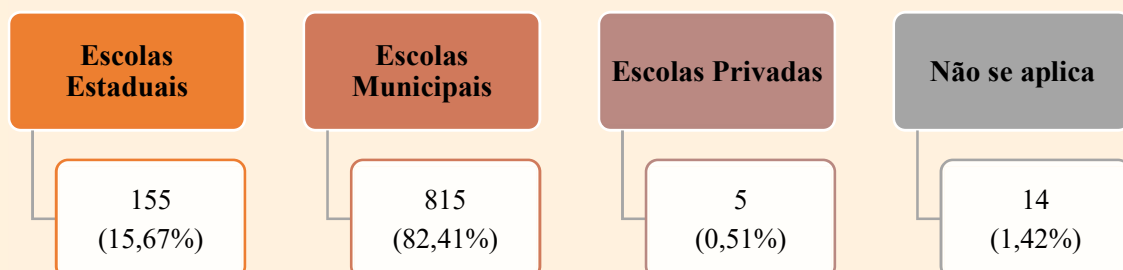 Escolas
Estaduais
155
(15,67%)
Escolas
Municipais
815
(82,41%)
Escolas Privadas
5
(0,51%)
Não se aplica
14
(1,42%)